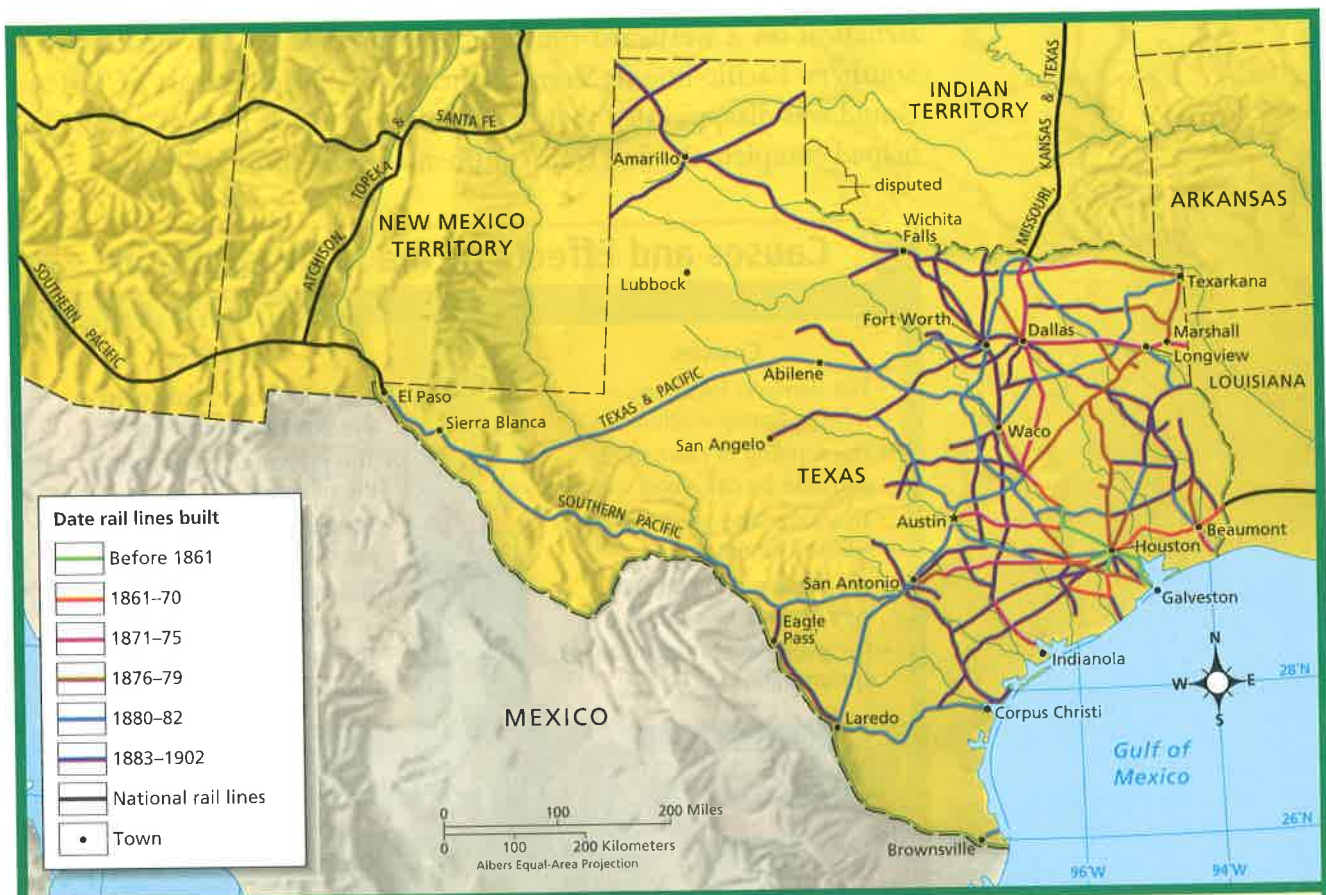 SANTA FE
&
TOPEKA
ATCHISON,
SOUTHERN
PACIFIC
NEW MEXICO
TERRITORY
INDIAN
TERRITORY
MISSOURI, KANSAS & TEXAS
ARKANSAS
disputed
Amarillo
Wichita
Falls
Lubbock
Texarkana
Fort Worth
Dallas
Marshall
Longview
LOUISIANA
Abilene
TEXAS & PACIFIC
El Paso
Sierra Blanca
San Angelo
Waco
TEXAS
SOUTHERN PACIFIC
Austin
Beaumont
Houston
San Antonio
Galveston
Eagle
Pass
Indianola
Laredo
Corpus Christi
MEXICO
Gulf of
Mexico
Brownsville
N
W
E
S
28°N
26°N
96°W
94°W
Date rail lines built
Before 1861
1861–70
1871–75
1876–79
1880–82
1883–1902
National rail lines
Town
0 100 200 Miles
0 100 200 Kilometers
Albers Equal-Area Projection